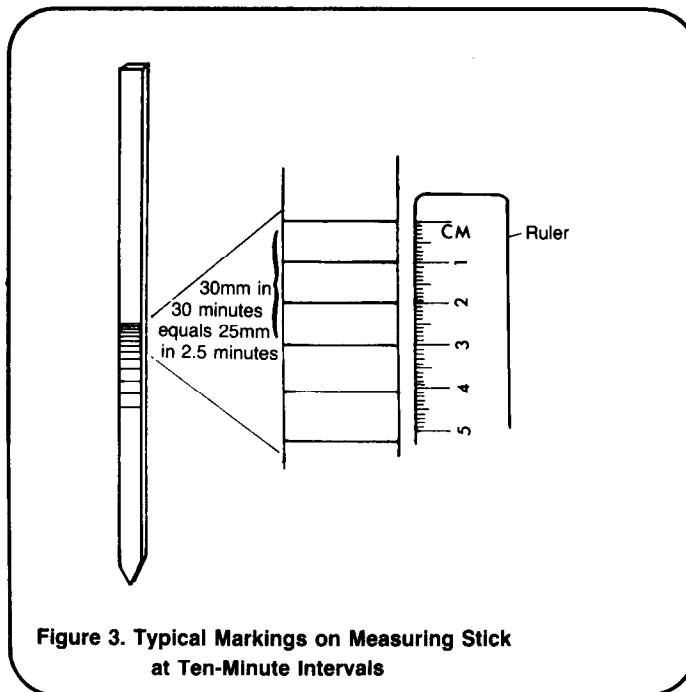 CM
Ruler
1
2
3
4
5
30mm in
30 minutes
equals 25mm
in 2.5 minutes
Figure 3. Typical Markings on Measuring Stick
at Ten-Minute Intervals